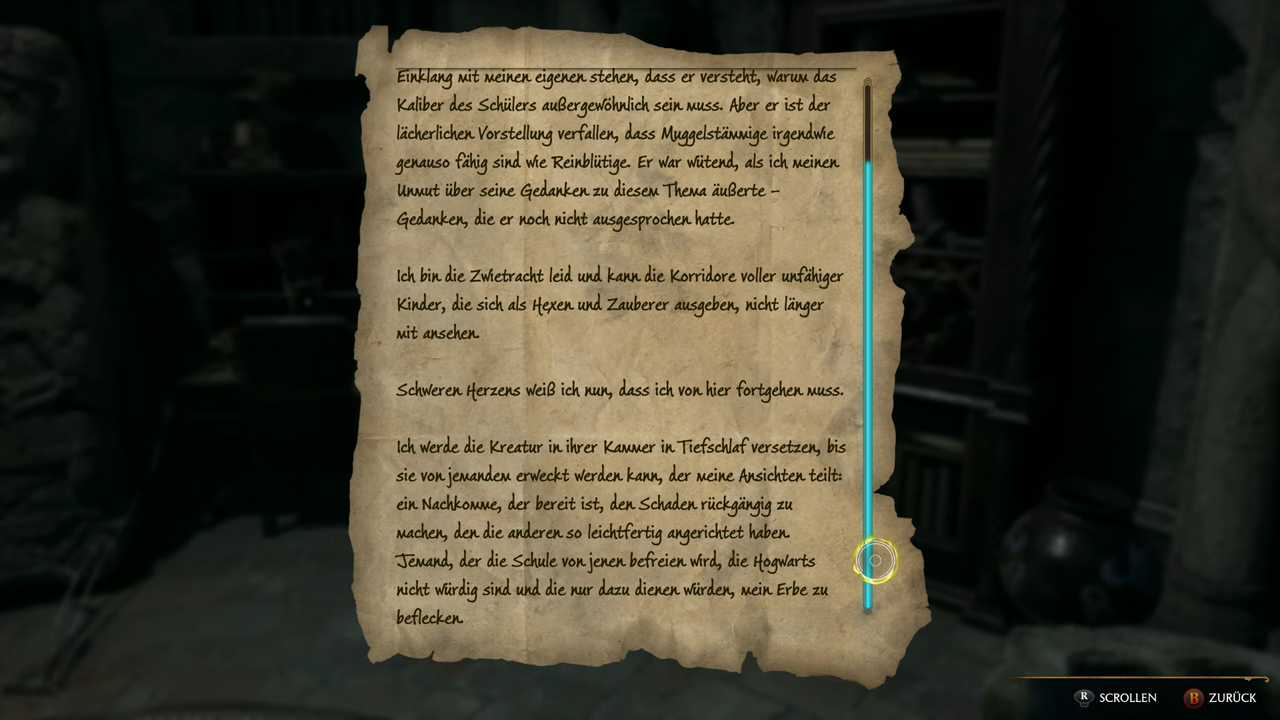 Einklang mit meinen eigenen stehen, dass er versteht, warum das
Kaliber des Schülers außergewöhnlich sein muss. Aber er ist der
lächerlichen Vorstellung verfallen, dass Muggelstämmige irgendwie
genauso fähig sind wie Reinblütige. Er war wütend, als ich meinen
Unmut über seine Gedanken zu diesem Thema äußerte –
Gedanken, die er noch nicht ausgesprochen hatte.
Ich bin die Zwietracht leid und kann die Korridore voller unfähiger
Kinder, die sich als Hexen und Zauberer ausgeben, nicht länger
mit ansehen.
Schweren Herzens weiß ich nun, dass ich von hier fortgehen muss.
Ich werde die Kreatur in ihrer Kammer in Tiefschlaf versetzen, bis
sie von jemandem erweckt werden kann, der meine Ansichten teilt:
ein Nachkomme, der bereit ist, den Schaden rückgängig zu
machen, den die anderen so leichtfertig angerichtet haben.
Jemand, der die Schule von jenen befreien wird, die Hogwarts
nicht würdig sind und die nur dazu dienen würden, mein Erbe zu
beflecken.
R SCROLLEN B ZURÜCK